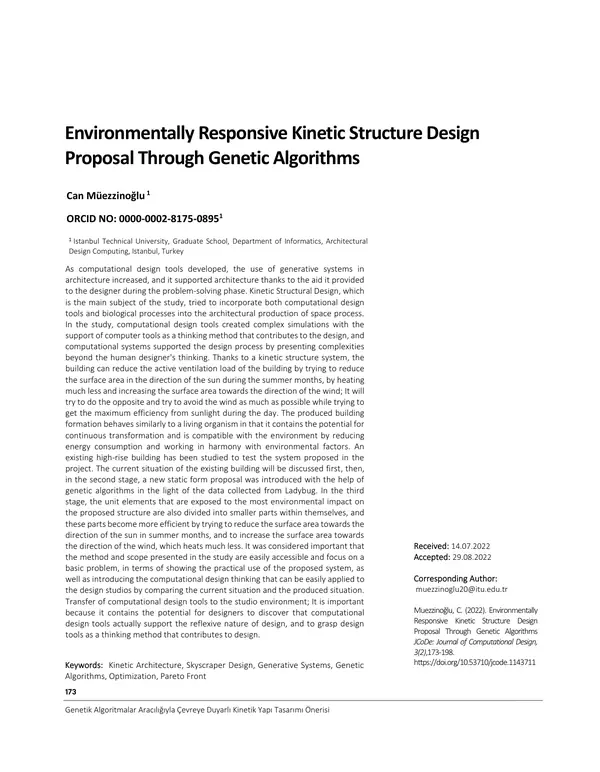 Environmentally Responsive Kinetic Structure Design
Proposal Through Genetic Algorithms
Can Müezzinoğlu 1
ORCID NO: 0000-0002-8175-08951
1 Istanbul Technical University, Graduate School, Department of Informatics, Architectural
Design Computing, Istanbul, Turkey
As computational design tools developed, the use of generative systems in
architecture increased, and it supported architecture thanks to the aid it provided
to the designer during the problem-solving phase. Kinetic Structural Design, which
is the main subject of the study, tried to incorporate both computational design
tools and biological processes into the architectural production of space process.
In the study, computational design tools created complex simulations with the
support of computer tools as a thinking method that contributes to the design, and
computational systems supported the design process by presenting complexities
beyond the human designer's thinking. Thanks to a kinetic structure system, the
building can reduce the active ventilation load of the building by trying to reduce
the surface area in the direction of the sun during the summer months, by heating
much less and increasing the surface area towards the direction of the wind; It will
try to do the opposite and try to avoid the wind as much as possible while trying to
get the maximum efficiency from sunlight during the day. The produced building
formation behaves similarly to a living organism in that it contains the potential for
continuous transformation and is compatible with the environment by reducing
energy consumption and working in harmony with environmental factors. An
existing high-rise building has been studied to test the system proposed in the
project. The current situation of the existing building will be discussed first, then,
in the second stage, a new static form proposal was introduced with the help of
genetic algorithms in the light of the data collected from Ladybug. In the third
stage, the unit elements that are exposed to the most environmental impact on
the proposed structure are also divided into smaller parts within themselves, and
these parts become more efficient by trying to reduce the surface area towards the
direction of the sun in summer months, and to increase the surface area towards
the direction of the wind, which heats much less. It was considered important that
the method and scope presented in the study are easily accessible and focus on a
basic problem, in terms of showing the practical use of the proposed system, as
well as introducing the computational design thinking that can be easily applied to
the design studios by comparing the current situation and the produced situation.
Transfer of computational design tools to the studio environment; It is important
because it contains the potential for designers to discover that computational
design tools actually support the reflexive nature of design, and to grasp design
tools as a thinking method that contributes to design.
Received: 14.07.2022
Accepted: 29.08.2022
Corresponding Author:
muezzinoglu20@itu.edu.tr
Muezzinoğlu, C. (2022). Environmentally
Responsive Kinetic Structure Design
Proposal Through Genetic Algorithms
JCoDe: Journal of Computational Design,
3(2),173-198.
https://doi.org/10.53710/jcode.1143711
Keywords: Kinetic Architecture, Skyscraper Design, Generative Systems, Genetic
Algorithms, Optimization, Pareto Front
173
Genetik Algoritmalar Aracılığıyla Çevreye Duyarlı Kinetik Yapı Tasarımı Önerisi